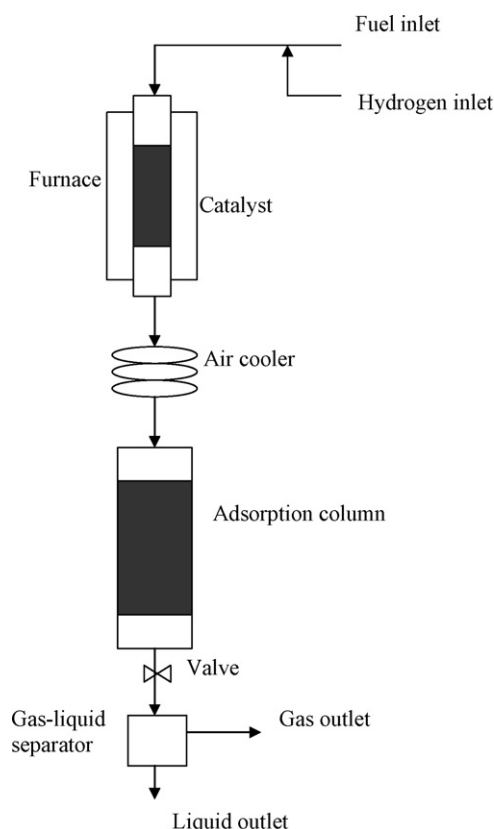 Fuel inlet
Hydrogen inlet
Furnace
Catalyst
Air cooler
Adsorption column
Valve
Gas-liquid
separator
Gas outlet
Liquid outlet